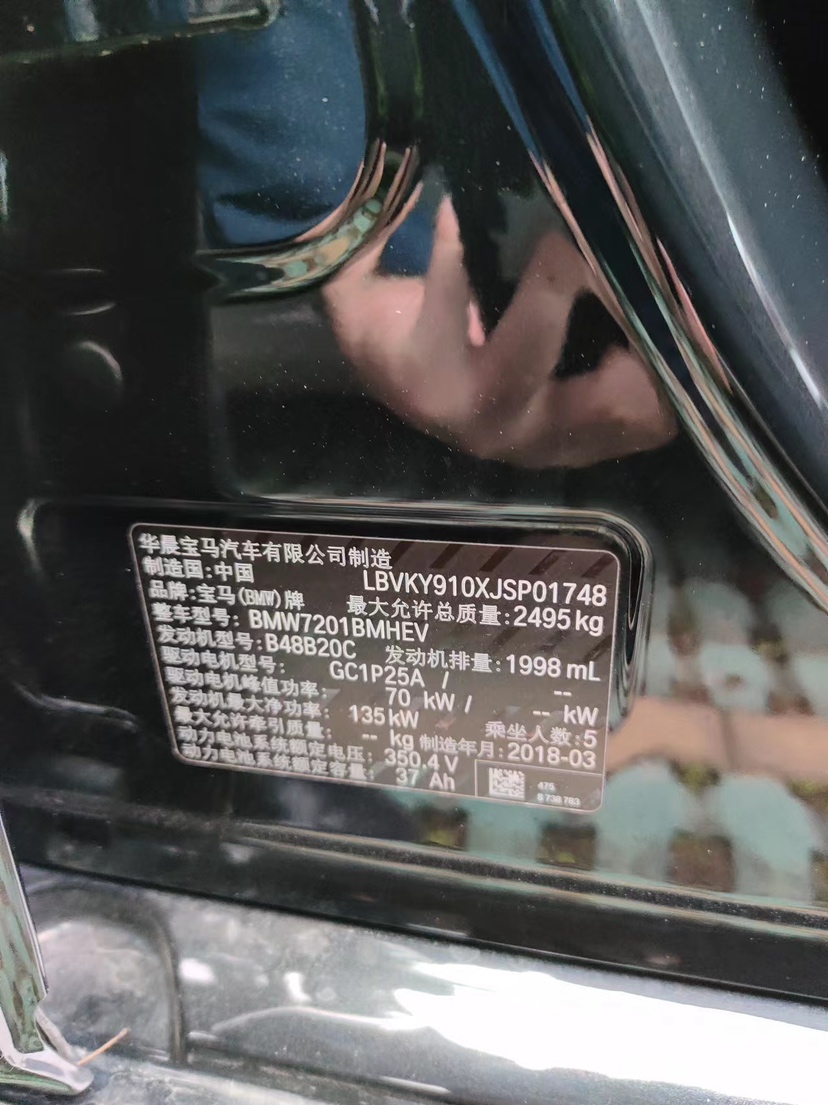 华晨宝马汽车有限公司制造
制造国:中国 LBVKY910XJSP01748
品牌:宝马(BMW)牌 最大允许总质量:2495kg
整车型号: BMW7201BMHEV
发动机型号:B48B20C 发动机排量:1998 mL
驱动电机型号: GC1P25A / --
驱动电机峰值功率: 70 kW / -- kW
发动机最大净功率: 135kW 乘坐人数:5
最大允许牵引质量: -- kg 制造年月:2018-03
动力电池系统额定电压:350.4 V
动力电池系统额定容量: 37 Ah
475